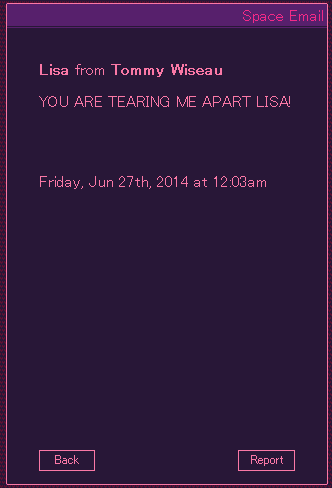 Space Email
Lisa from Tommy Wiseau
YOU ARE TEARING ME APART LISA!
Friday, Jun 27th, 2014 at 12:03am
Back
Report